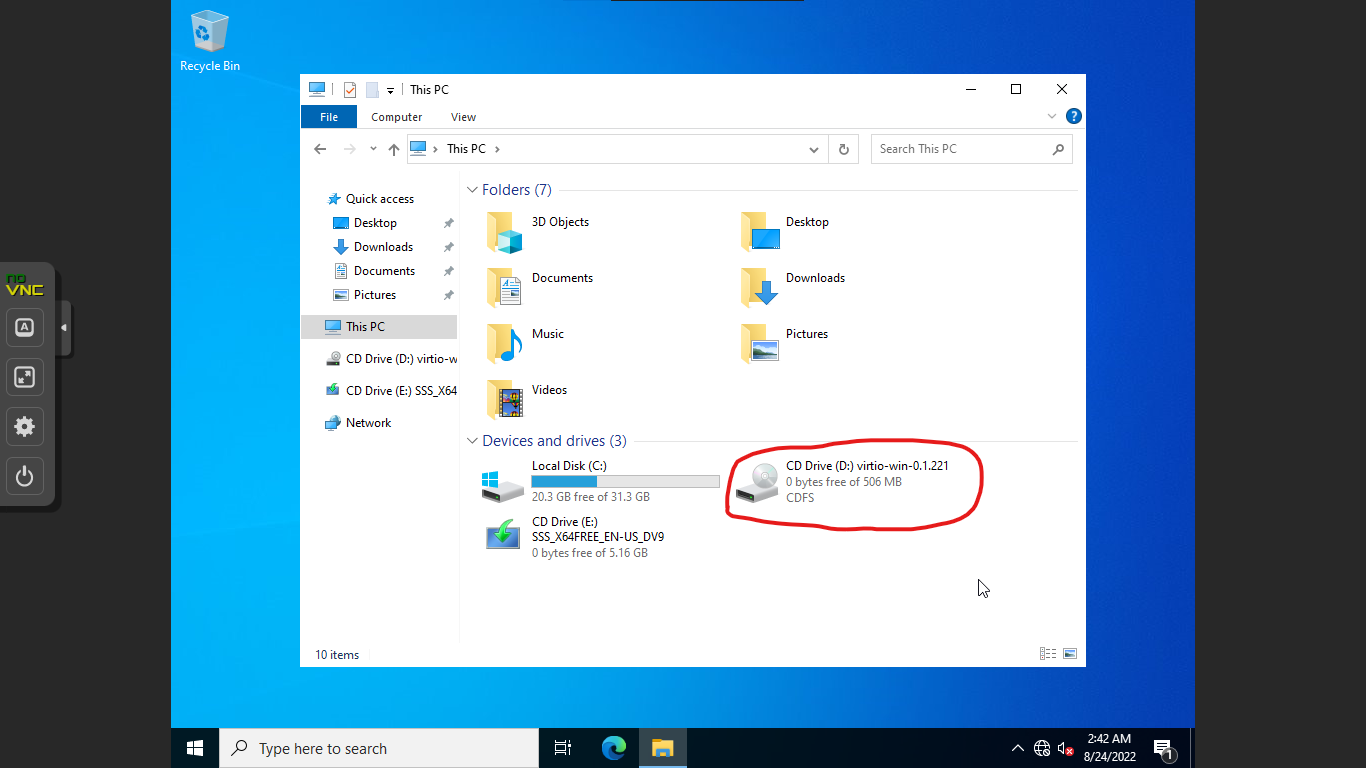 Recycle Bin
This PC
File
Computer
View
?
This PC
Search This PC
Quick access
Desktop
Downloads
Documents
Pictures
This PC
CD Drive (D:) virtio-w
CD Drive (E:) SSS_X64
Network
Folders (7)
3D Objects
Desktop
Documents
Downloads
Music
Pictures
Videos
Devices and drives (3)
Local Disk (C:)
20.3 GB free of 31.3 GB
CD Drive (D:) virtio-win-0.1.221
0 bytes free of 506 MB
CDFS
CD Drive (E:)
SSS_X64FREE_EN-US_DV9
0 bytes free of 5.16 GB
10 items
no
VNC
A
Type here to search
2:42 AM
8/24/2022
1